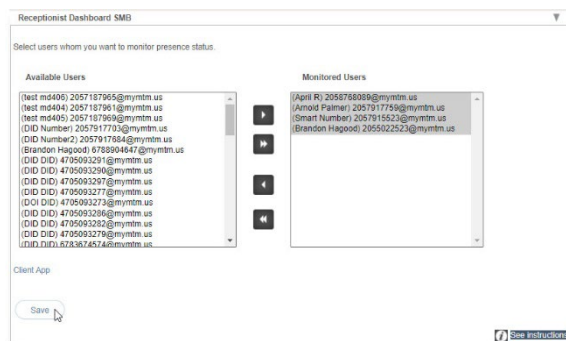 Receptionist Dashboard SMB
Select users whom you want to monitor presence status.
Available Users
Monitored Users
(test md406) 2057187965@mymtm.us
(test md404) 2057187961@mymtm.us
(test md405) 2057187969@mymtm.us
(DID Number) 2057917703@mymtm.us
(DID Number2) 2057917684@mymtm.us
(Brandon Hagood) 6788904647@mymtm.us
(DID DID) 4705093291@mymtm.us
(DID DID) 4705093290@mymtm.us
(DID DID) 4705093297@mymtm.us
(DID DID) 4705093277@mymtm.us
(DOI DID) 4705093273@mymtm.us
(DID DID) 4705093286@mymtm.us
(DID DID) 4705093282@mymtm.us
(DID DID) 4705093279@mymtm.us
(DID DID) 6783674574@mymtm.us
(April R) 2058768089@mymtm.us
(Arnold Palmer) 2057917759@mymtm.us
(Smart Number) 2057915523@mymtm.us
(Brandon Hagood) 2055022523@mymtm.us
Client App
Save
i See instructions